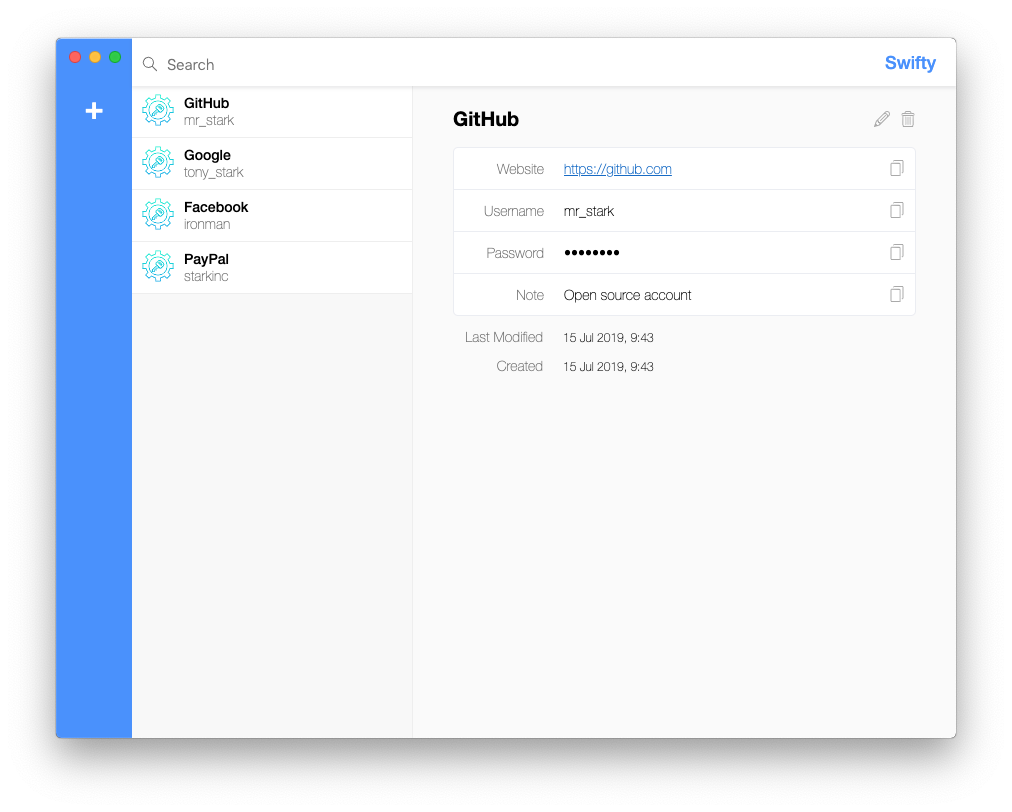 Search
Swifty
GitHub
mr_stark
Google
tony_stark
Facebook
ironman
PayPal
starkinc
GitHub
Website https://github.com
Username mr_stark
Password ••••••••
Note Open source account
Last Modified 15 Jul 2019, 9:43
Created 15 Jul 2019, 9:43